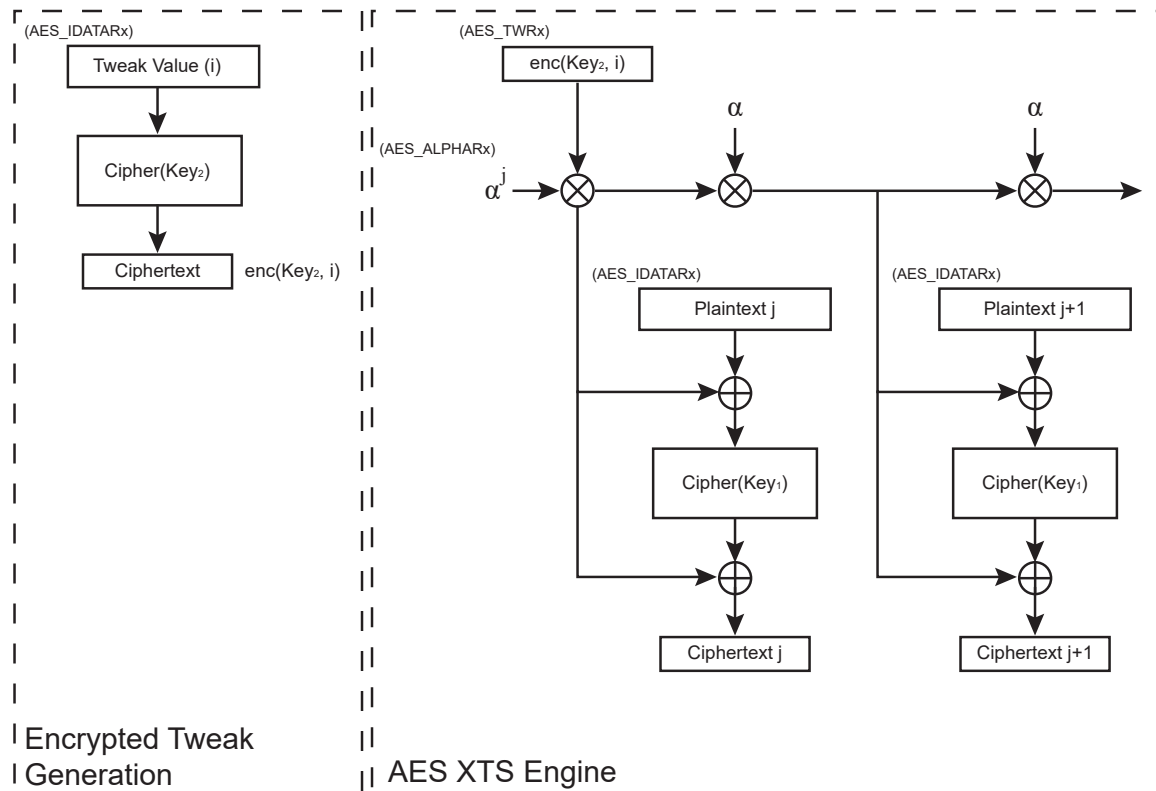 (AES_IDATARx)
Tweak Value (i)
Cipher(Key₂)
Ciphertext
enc(Key₂, i)
Encrypted Tweak
Generation
(AES_TWRx)
enc(Key₂, i)
α
α
(AES_ALPHARx)
αʲ
(AES_IDATARx)
(AES_IDATARx)
Plaintext j
Plaintext j+1
Cipher(Key₁)
Cipher(Key₁)
Ciphertext j
Ciphertext j+1
AES XTS Engine